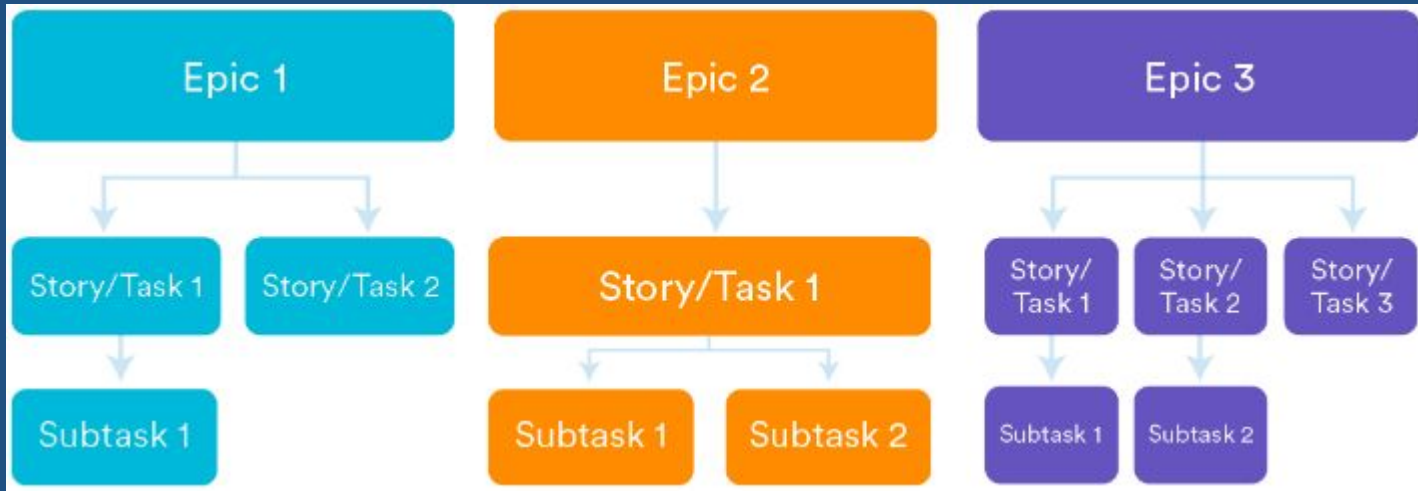 Epic 1
Epic 2
Epic 3
Story/Task 1
Story/Task 2
Story/Task 1
Story/
Task 1
Story/
Task 2
Story/
Task 3
Subtask 1
Subtask 1
Subtask 2
Subtask 1
Subtask 2